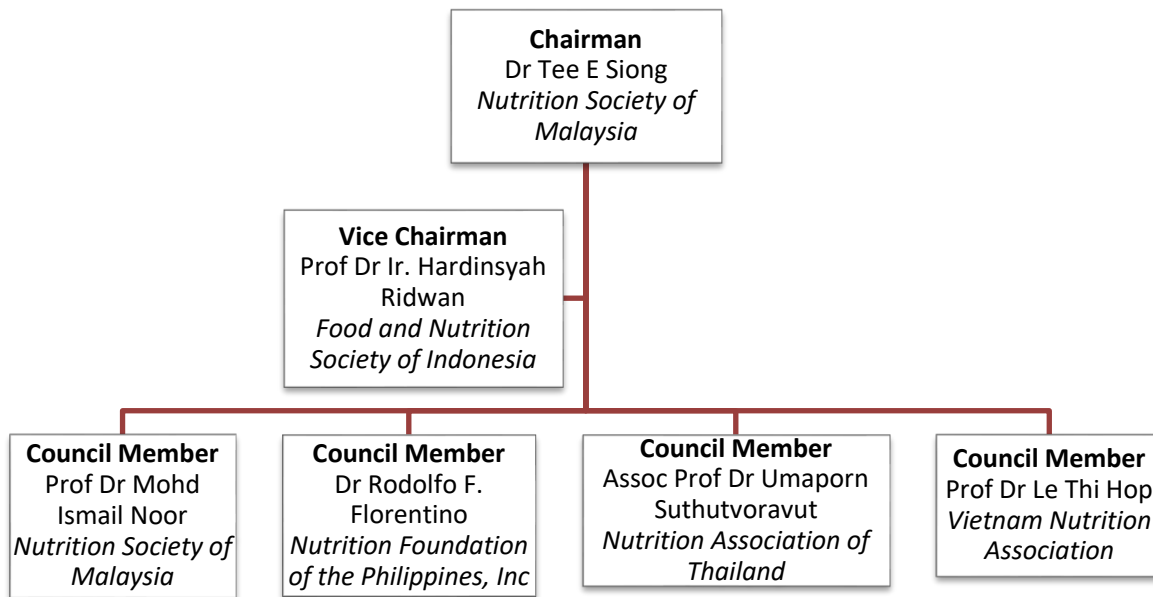 Chairman
Dr Tee E Siong
Nutrition Society of
Malaysia
Vice Chairman
Prof Dr Ir. Hardinsyah
Ridwan
Food and Nutrition
Society of Indonesia
Council Member
Prof Dr Mohd
Ismail Noor
Nutrition Society of
Malaysia
Council Member
Dr Rodolfo F.
Florentino
Nutrition Foundation
of the Philippines, Inc
Council Member
Assoc Prof Dr Umaporn
Suthutvoravut
Nutrition Association of
Thailand
Council Member
Prof Dr Le Thi Hop
Vietnam Nutrition
Association